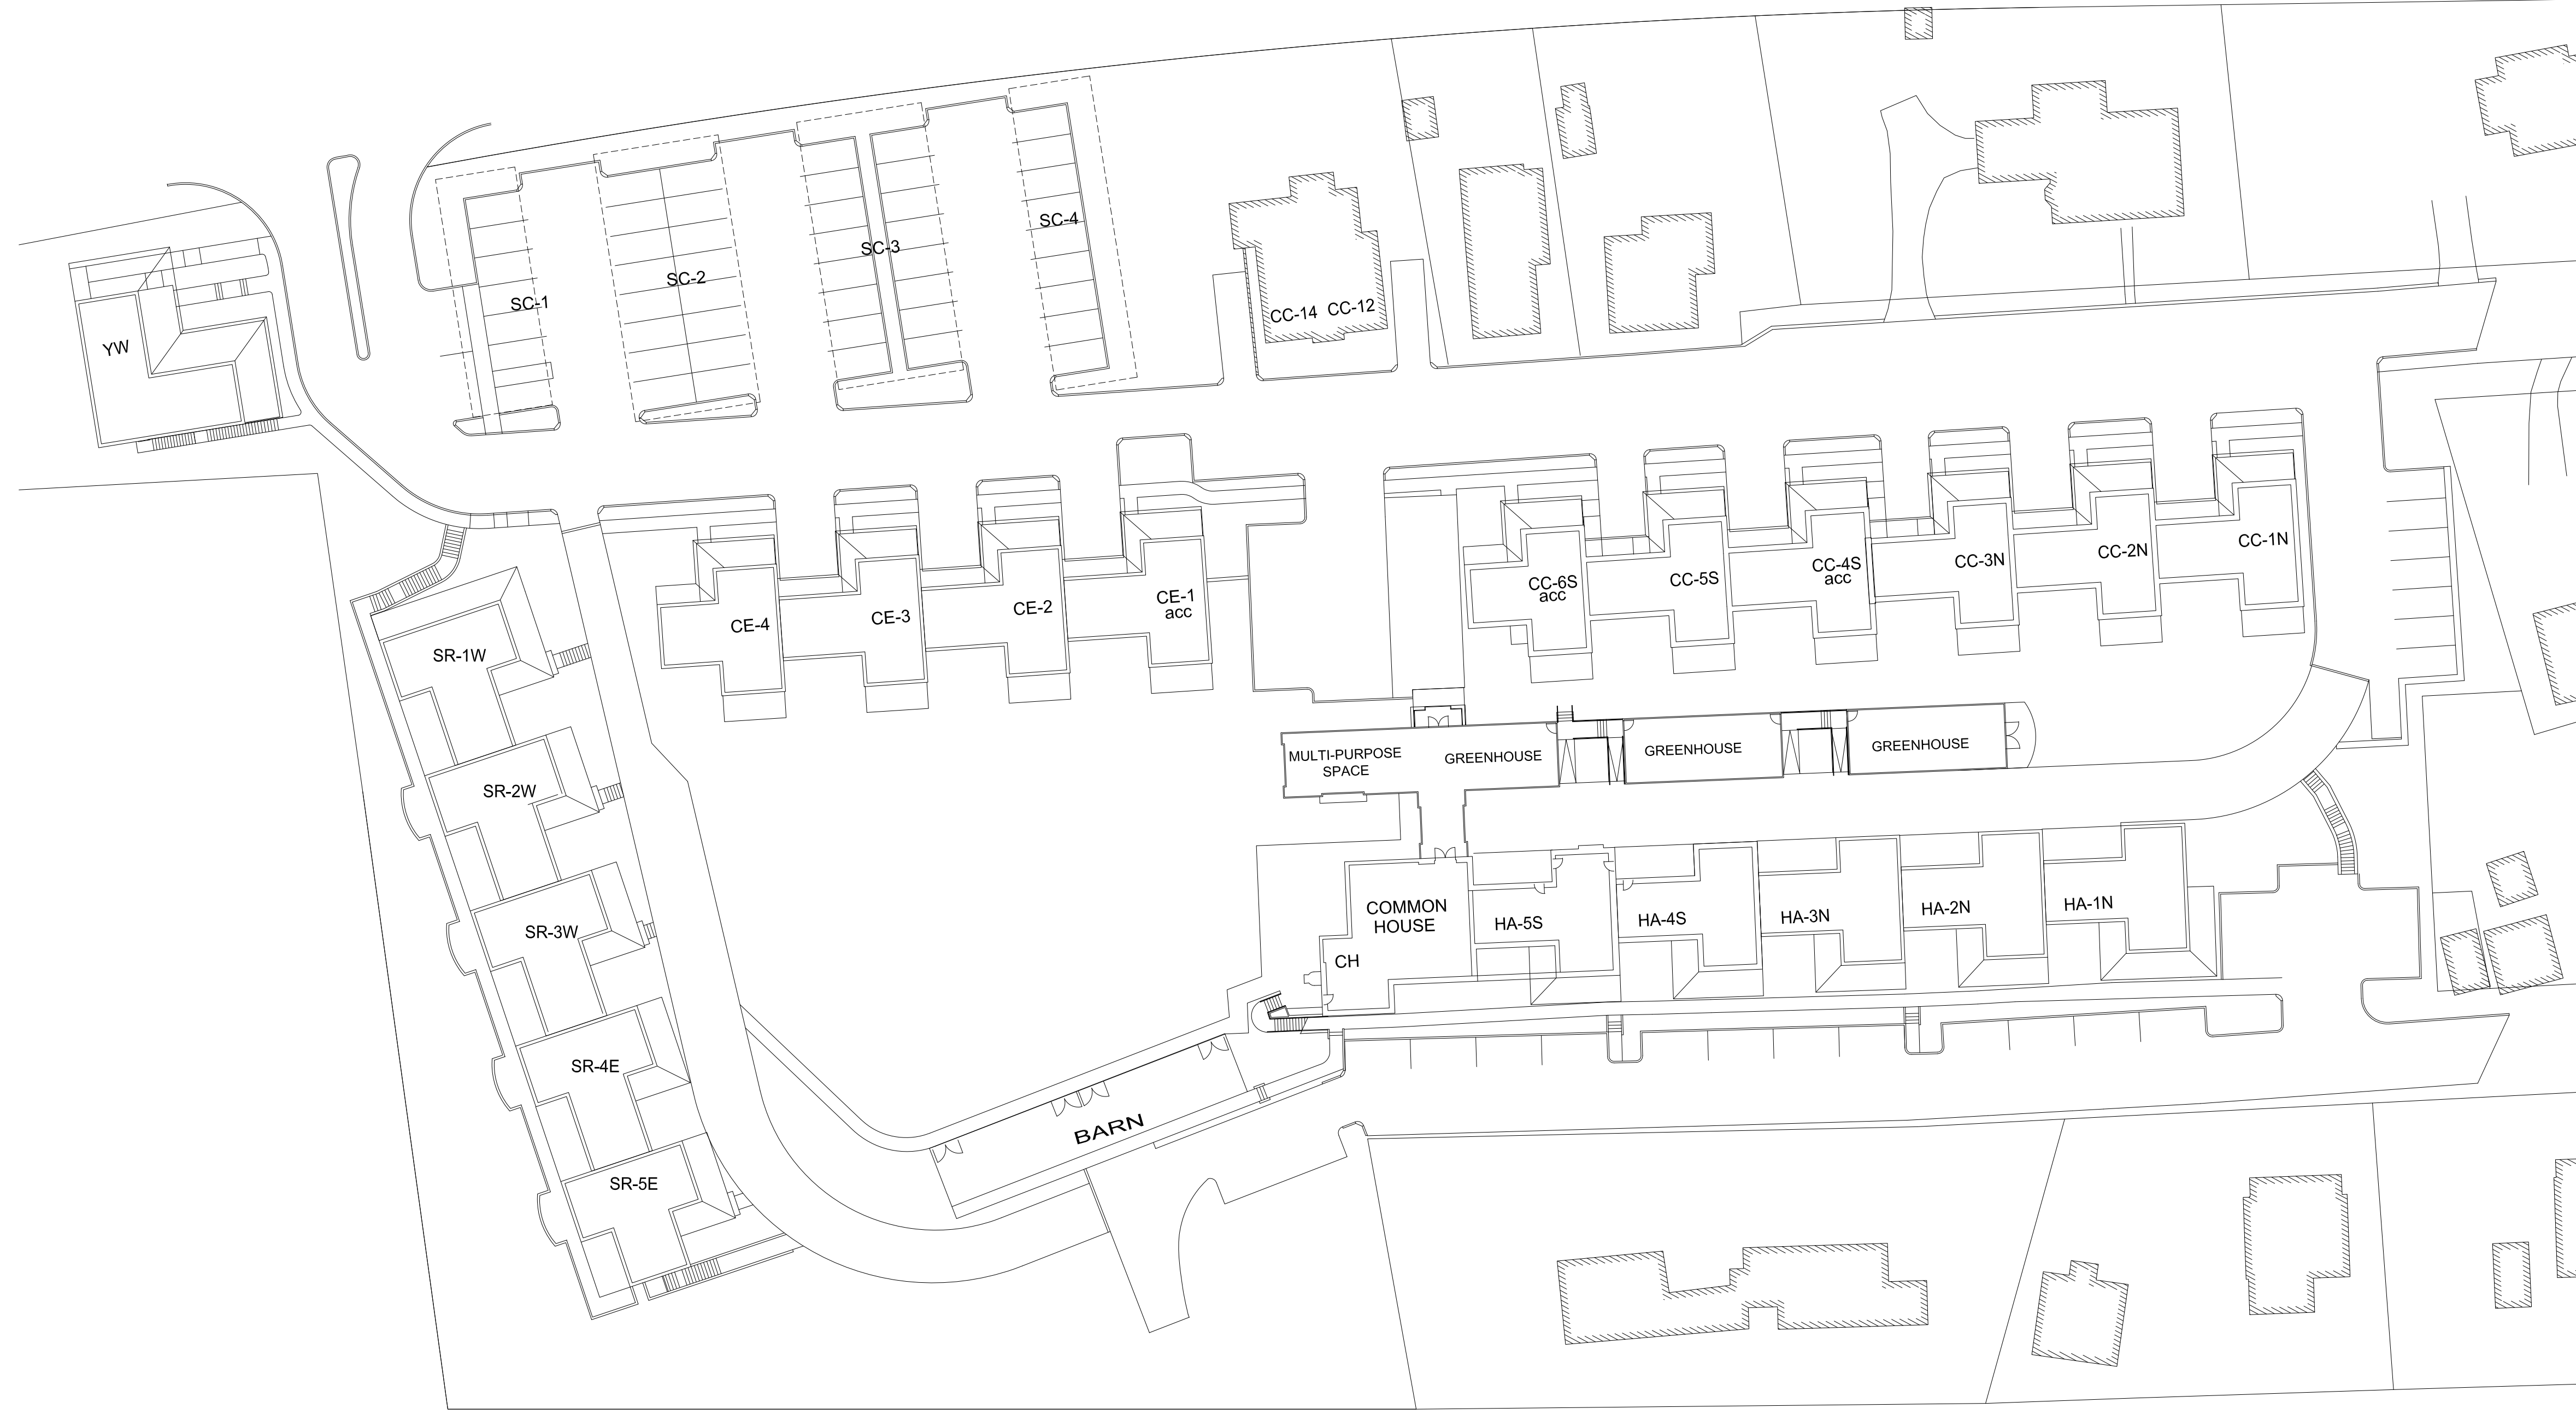 SC-4
SC-3
SC-2
SC-1
CC-14 CC-12
YW
CC-1N
CC-2N
CC-3N
CC-4S
acc
CC-5S
CC-6S
acc
CE-1
acc
CE-2
CE-3
CE-4
SR-1W
SR-2W
SR-3W
SR-4E
SR-5E
MULTI-PURPOSE
SPACE
GREENHOUSE
GREENHOUSE
GREENHOUSE
COMMON
HOUSE
CH
HA-5S
HA-4S
HA-3N
HA-2N
HA-1N
BARN